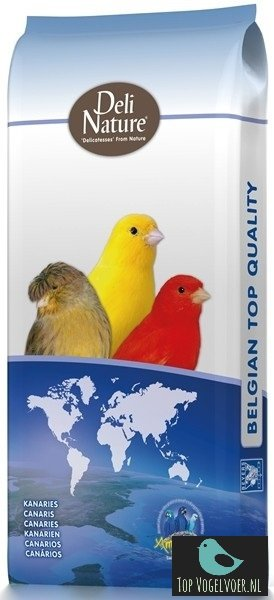 Deli
Nature
'Delicatesses' From Nature
BELGIAN TOP QUALITY
KANARIES
CANARIS
CANARIES
KANARIEN
CANARIOS
CANÁRIOS
TOP VOGELVOER.NL